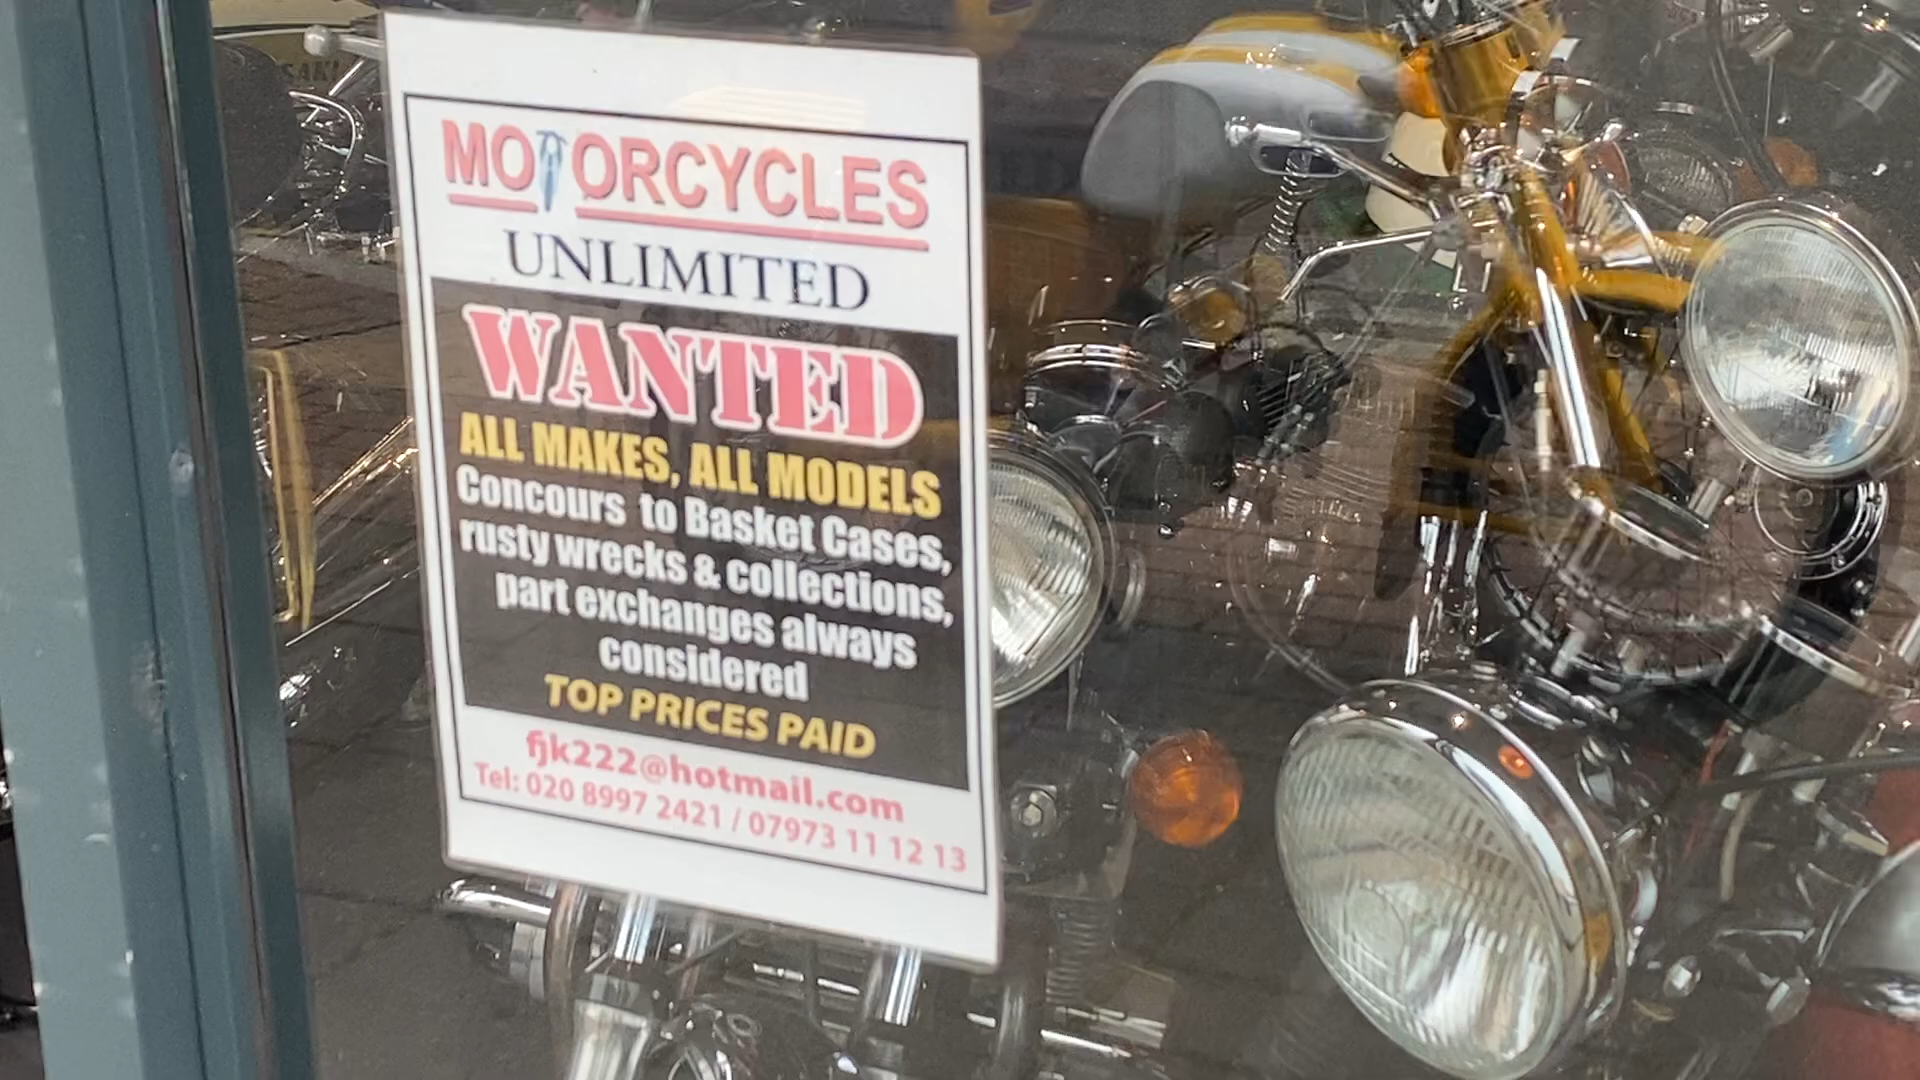 MOTORCYCLES
UNLIMITED
WANTED
ALL MAKES, ALL MODELS
Concours to Basket Cases,
rusty wrecks & collections,
part exchanges always
considered
TOP PRICES PAID
fjk222@hotmail.com
Tel: 020 8997 2421 / 07973 11 12 13